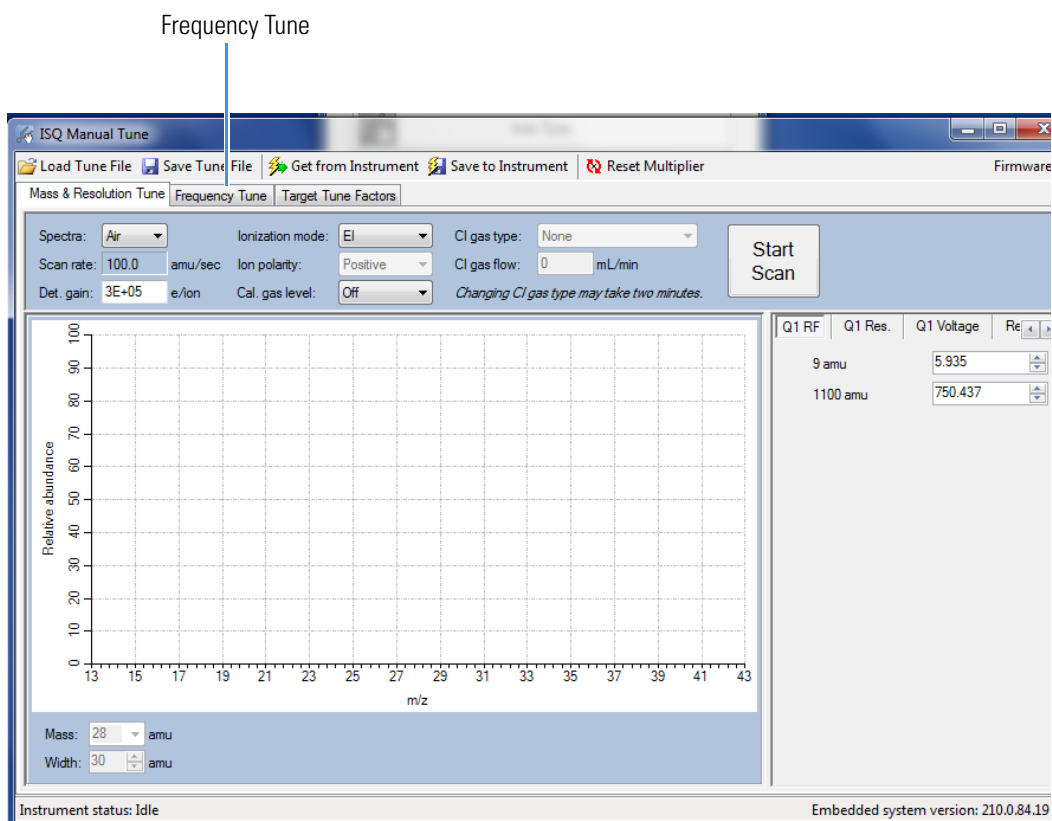 Frequency Tune
ISQ Manual Tune
Load Tune File Save Tune File Get from Instrument Save to Instrument Reset Multiplier Firmware
Mass & Resolution Tune Frequency Tune Target Tune Factors
Spectra: Air Ionization mode: EI CI gas type: None
Scan rate: 100.0 amu/sec Ion polarity: Positive CI gas flow: 0 mL/min
Det. gain: 3E+05 e/ion Cal. gas level: Off Changing CI gas type may take two minutes.
Start
Scan
Q1 RF Q1 Res. Q1 Voltage Re
9 amu 5.935
1100 amu 750.437
Relative abundance
100
90
80
70
60
50
40
30
20
10
0
13 15 17 19 21 23 25 27 29 31 33 35 37 39 41 43
m/z
Mass: 28 amu
Width: 30 amu
Instrument status: Idle Embedded system version: 210.0.84.19